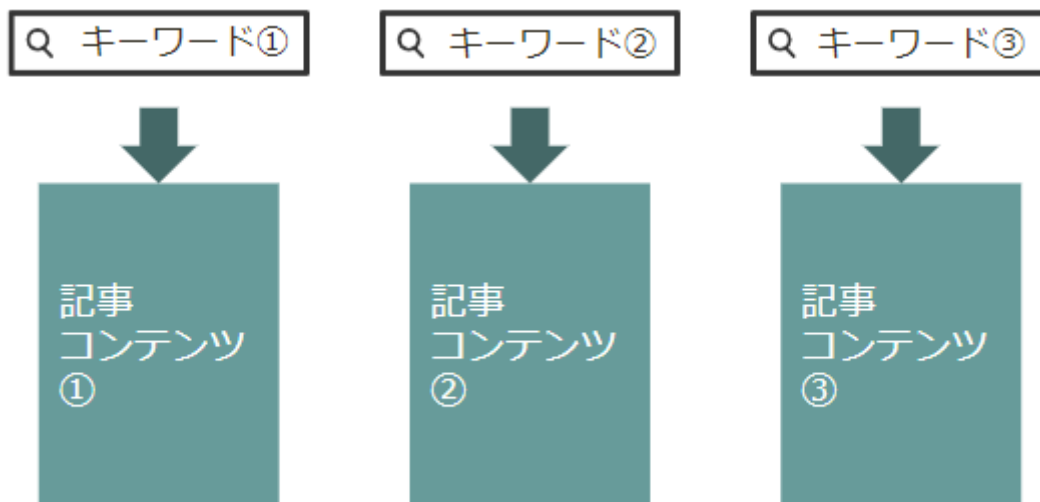 キーワード①
キーワード②
キーワード③
記事
コンテンツ
①
記事
コンテンツ
②
記事
コンテンツ
③